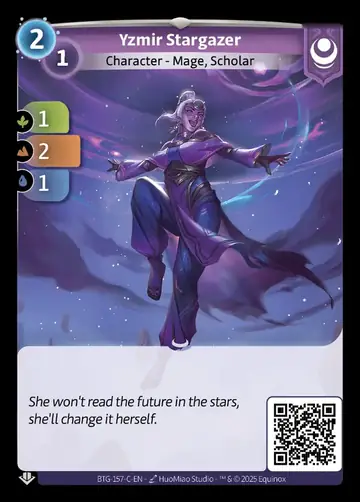 2
Yzmir Stargazer
1
Character - Mage, Scholar
1
2
1
She won't read the future in the stars,
she'll change it herself.
BTG-157-C-EN - HuoMiao Studio - ™ & © 2025 Equinox